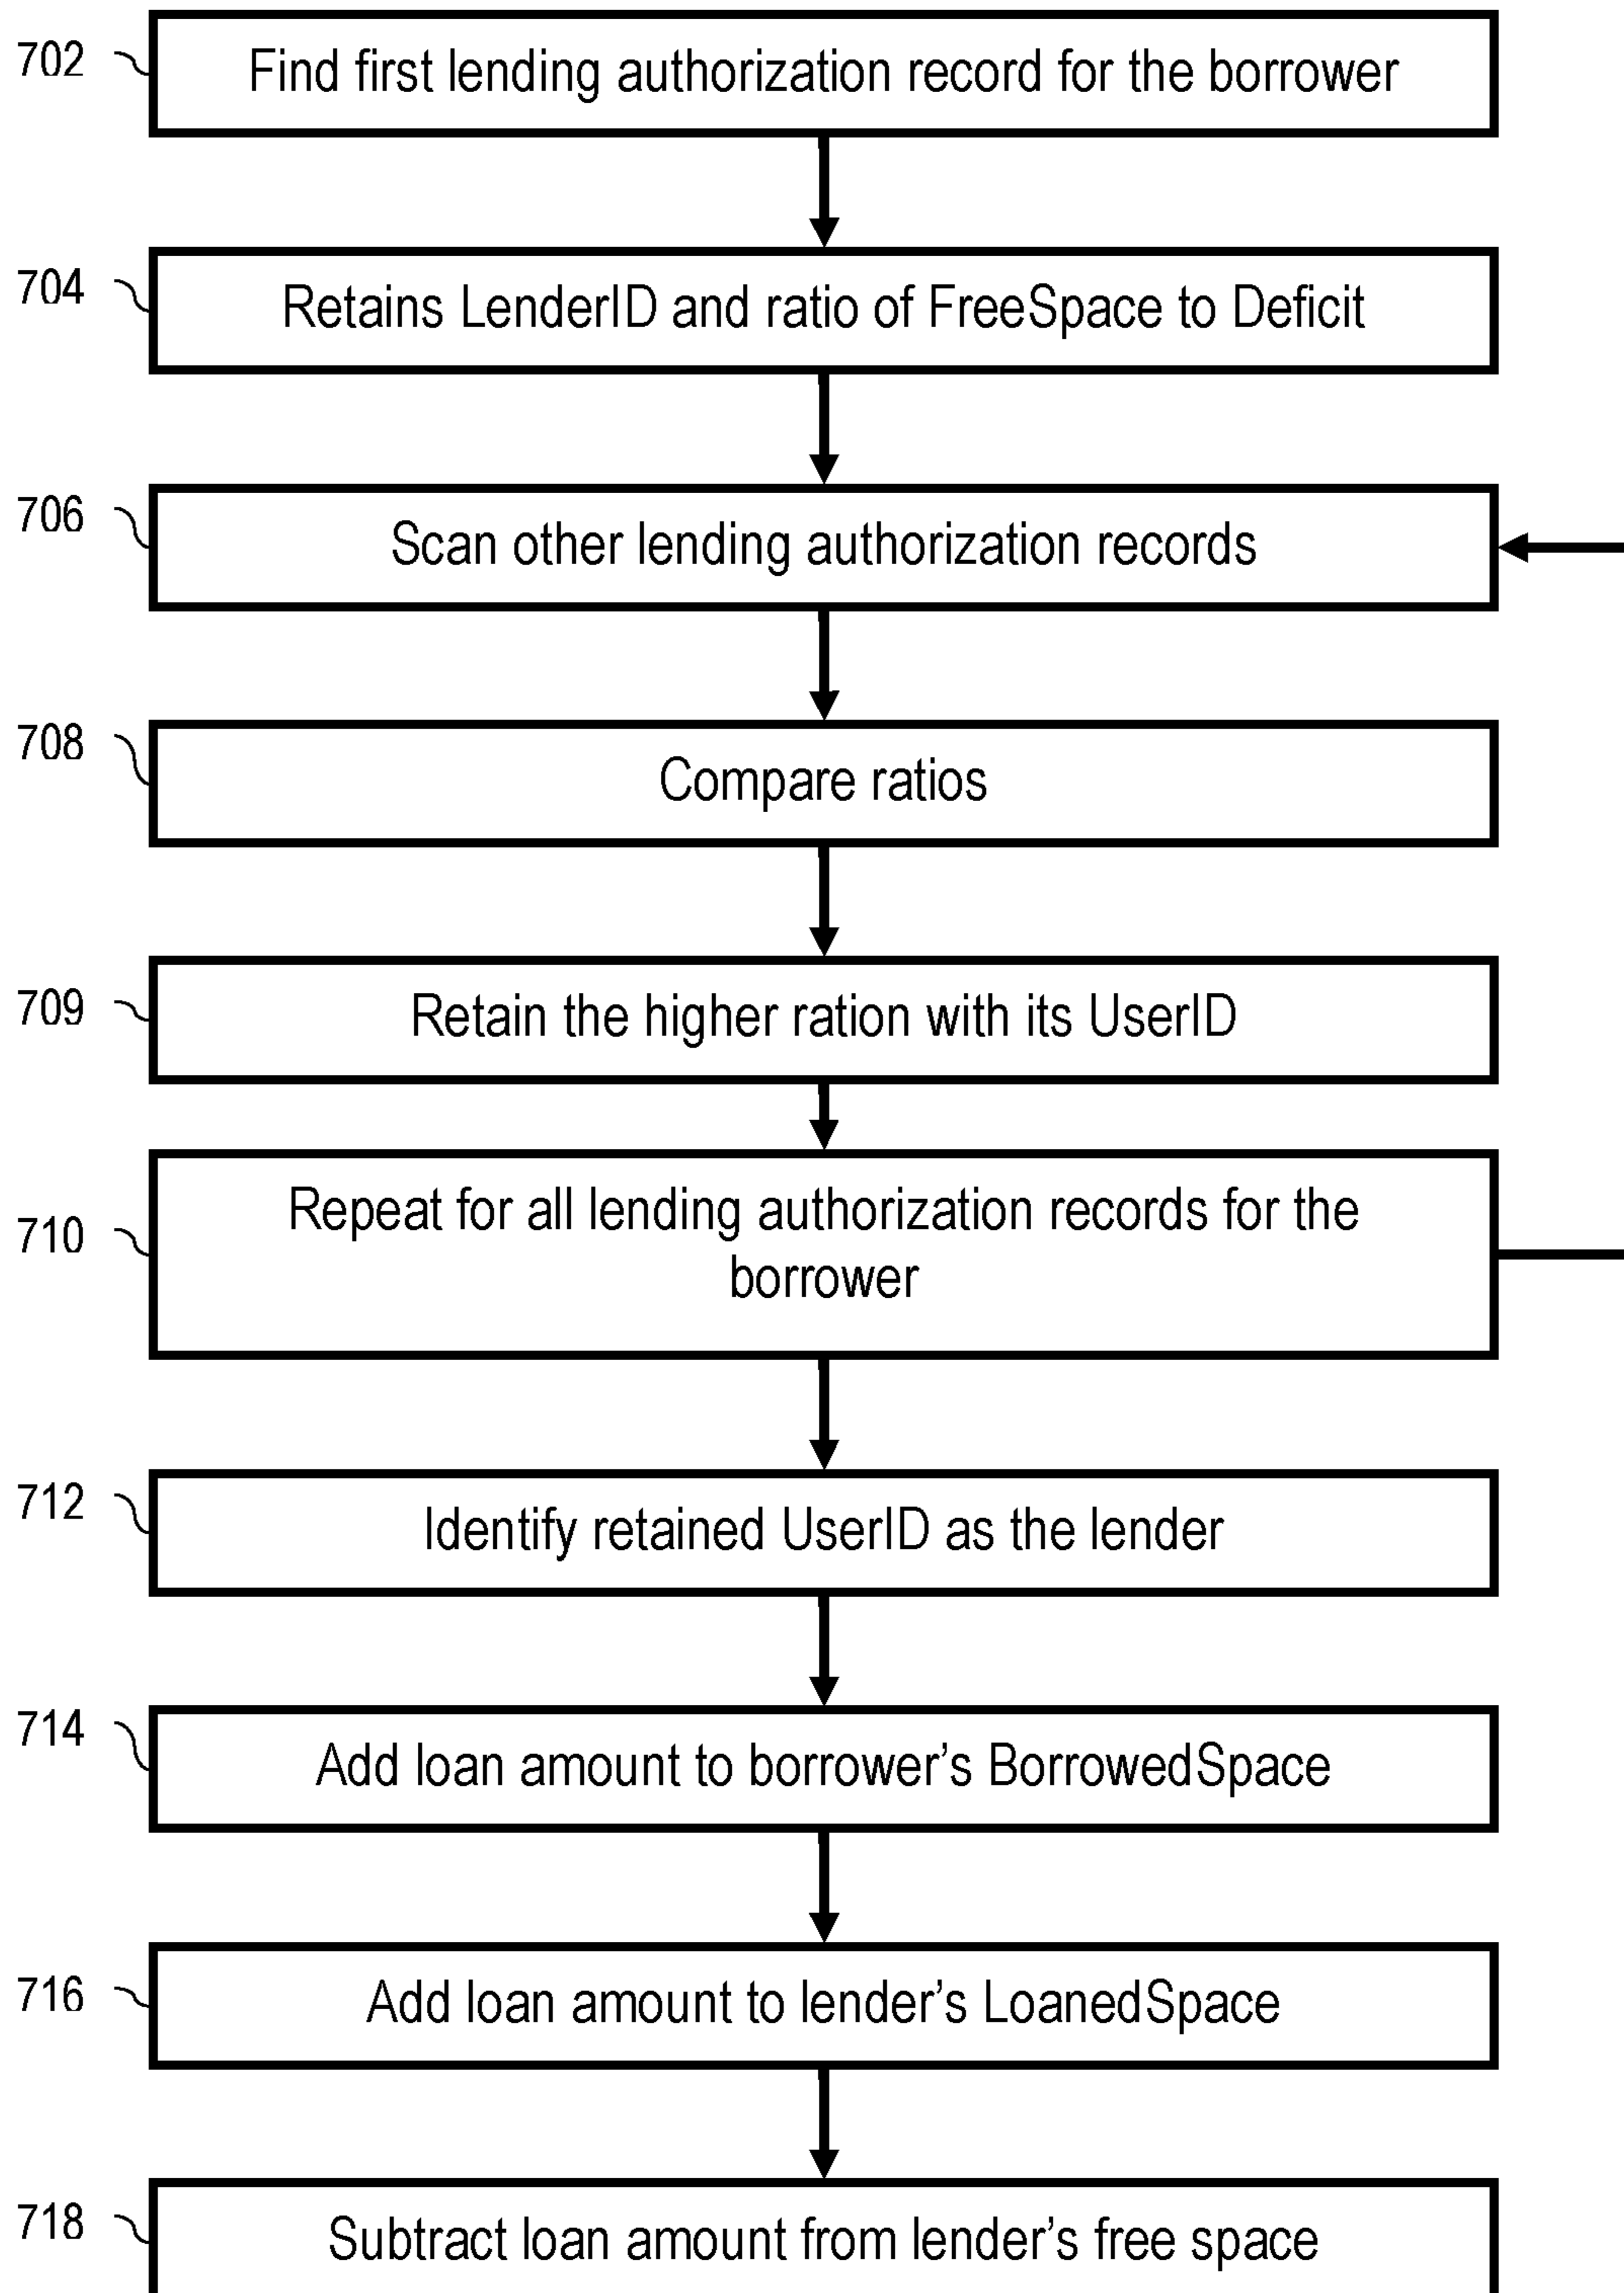 702
Find first lending authorization record for the borrower
704
Retains LenderID and ratio of FreeSpace to Deficit
706
Scan other lending authorization records
708
Compare ratios
709
Retain the higher ration with its UserID
710
Repeat for all lending authorization records for the
borrower
712
Identify retained UserID as the lender
714
Add loan amount to borrower’s BorrowedSpace
716
Add loan amount to lender’s LoanedSpace
718
Subtract loan amount from lender’s free space